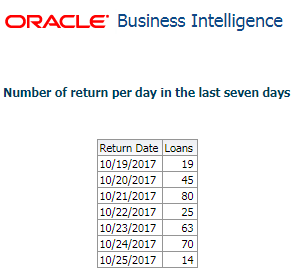 ORACLE Business Intelligence
Number of return per day in the last seven days
Return Date Loans
10/19/2017 19
10/20/2017 45
10/21/2017 80
10/22/2017 25
10/23/2017 63
10/24/2017 70
10/25/2017 14